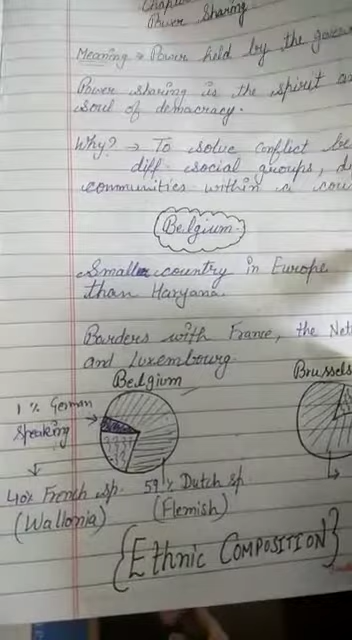 Power Sharing
Meaning → Power held by the
Power sharing is the spirit
soul of democracy.
Why? → To solve conflict
diff. social groups,
communities within a
Belgium
Smaller country in Europe
than Haryana.
Borders with France, the
and Luxembourg.
Belgium
Brussels
1% German
Speaking
40% French sp.
(Wallonia)
59% Dutch sp
(Flemish)
{Ethnic COMPOSITION}